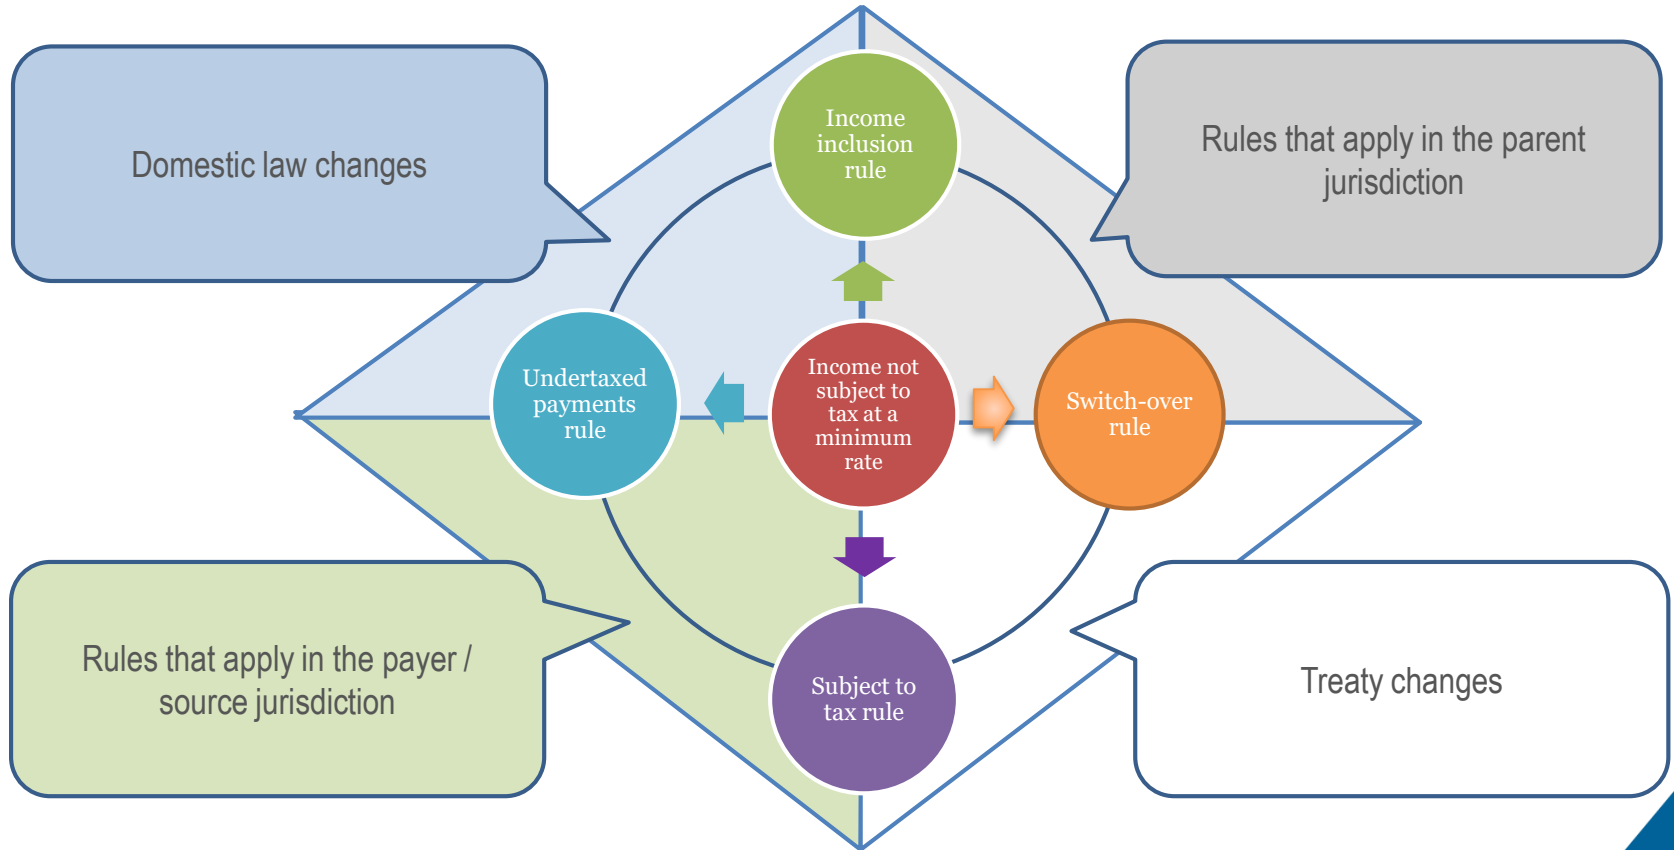 Domestic law changes
Income
inclusion
rule
Rules that apply in the parent
jurisdiction
Undertaxed
payments
rule
Income not
subject to
tax at a
minimum
rate
Switch-over
rule
Rules that apply in the payer /
source jurisdiction
Subject to
tax rule
Treaty changes